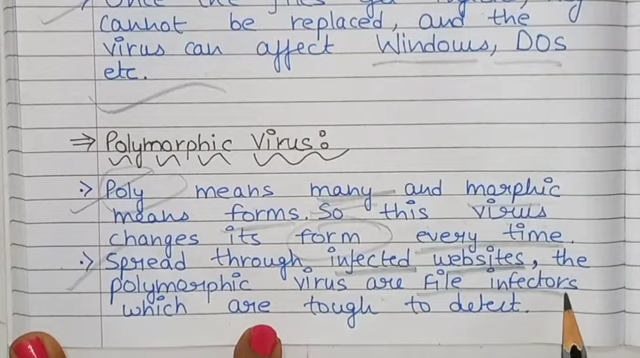 cannot be replaced, and the
virus can affect Windows, DOS
etc.
⇒ Polymorphic Virus:
:> Poly means many and morphic
means forms. So this virus
changes its form every time.
:> Spread through infected websites, the
polymorphic virus are file infectors
which are tough to detect.